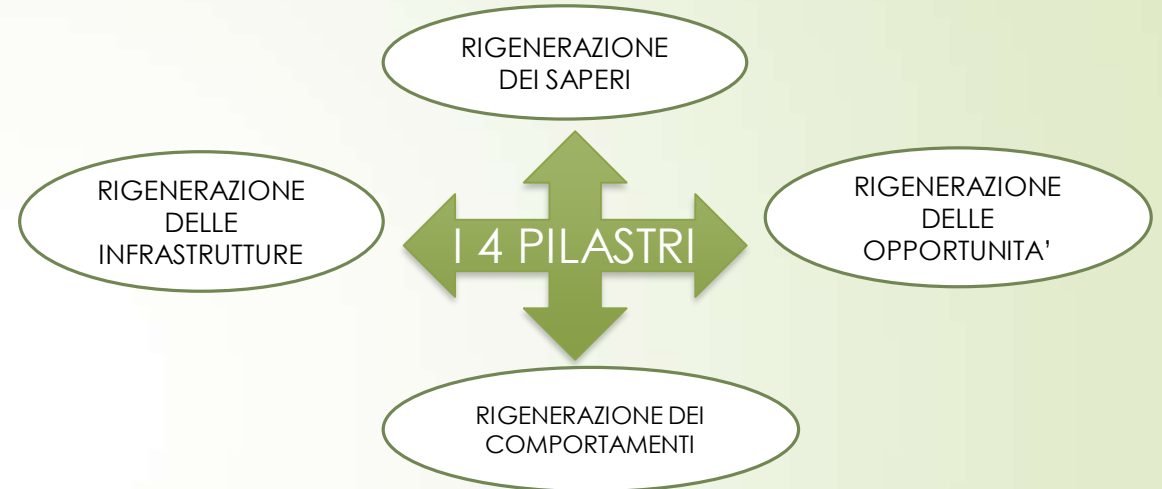 RIGENERAZIONE
DEI SAPERI
RIGENERAZIONE
DELLE
INFRASTRUTTURE
I 4 PILASTRI
RIGENERAZIONE
DELLE
OPPORTUNITA’
RIGENERAZIONE DEI
COMPORTAMENTI